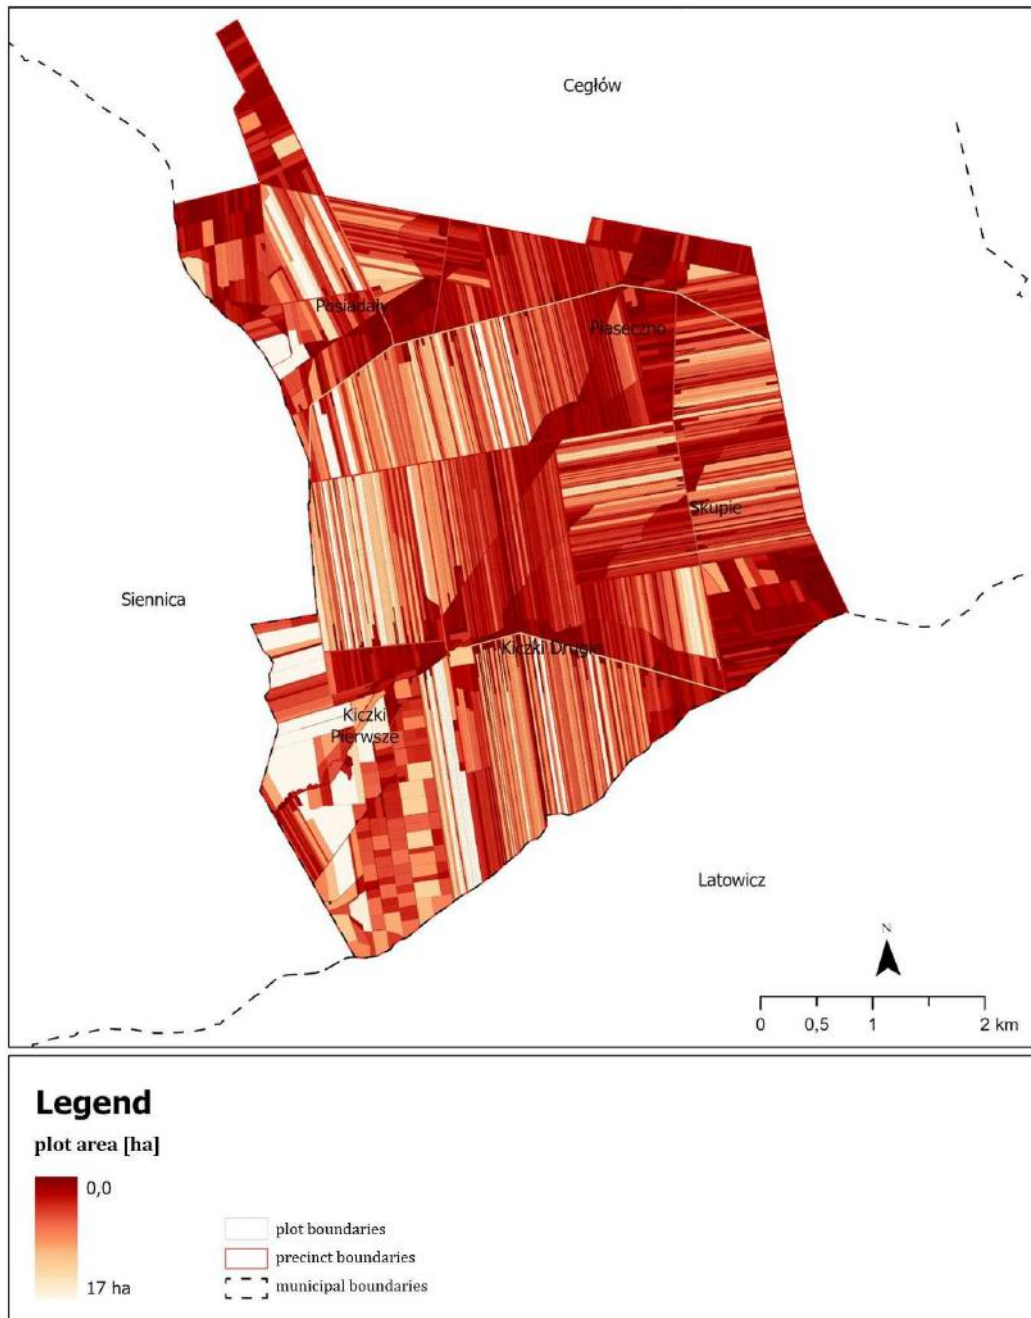 Cegłów
Posiadały
Piaseczno
Skupie
Siennica
Kiczki Drugie
Kiczki
Pierwsze
Latowicz
N
0 0,5 1 2 km
Legend
plot area [ha]
0,0
17 ha
plot boundaries
precinct boundaries
municipal boundaries